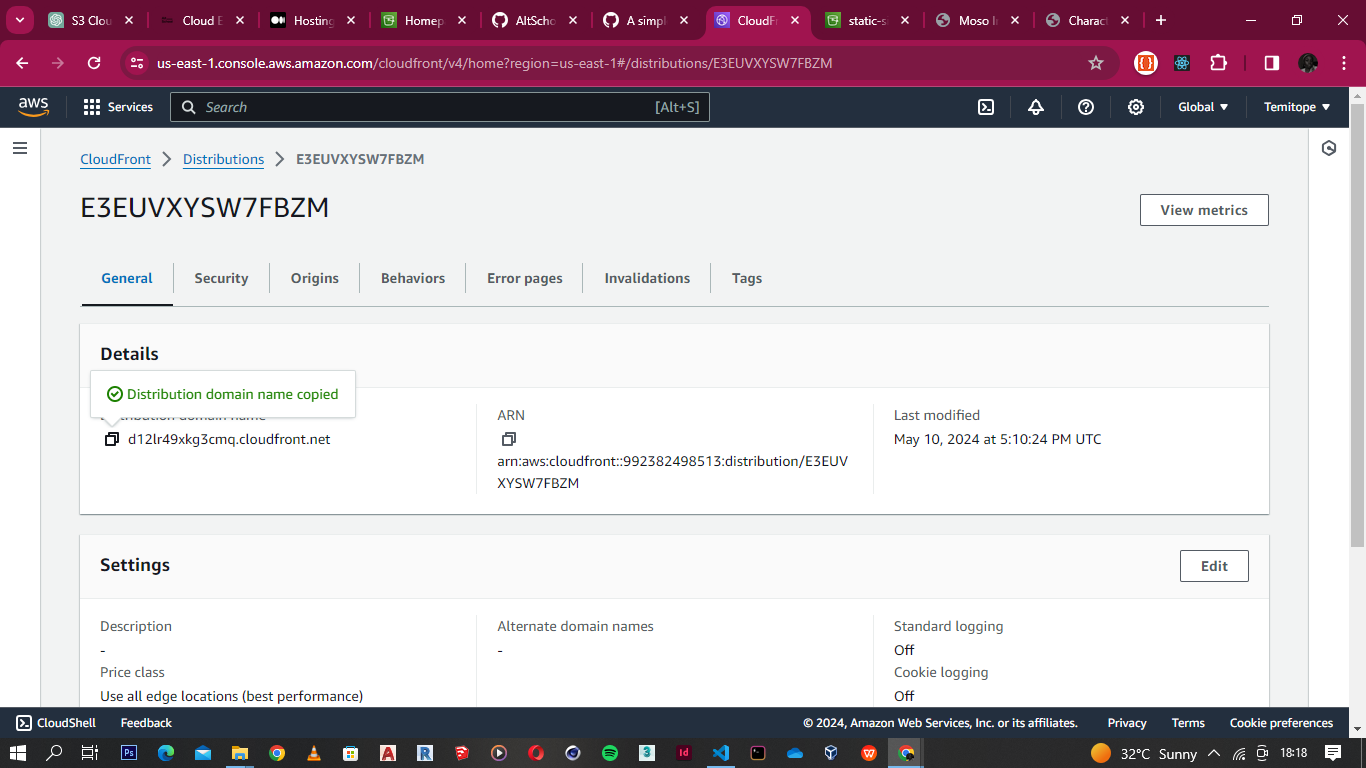 S3 Clou
Cloud E
Hosting
Homep
AltScho
A simpl
CloudFr
static-s
Moso I
Charact
us-east-1.console.aws.amazon.com/cloudfront/v4/home?region=us-east-1#/distributions/E3EUVXYSW7FBZM
aws
Services
Search
[Alt+S]
Global
Temitope
CloudFront
Distributions
E3EUVXYSW7FBZM
E3EUVXYSW7FBZM
View metrics
General
Security
Origins
Behaviors
Error pages
Invalidations
Tags
Details
Distribution domain name copied
d12lr49xkg3cmq.cloudfront.net
ARN
arn:aws:cloudfront::992382498513:distribution/E3EUV
XYSW7FBZM
Last modified
May 10, 2024 at 5:10:24 PM UTC
Settings
Edit
Description
-
Price class
Use all edge locations (best performance)
Alternate domain names
-
Standard logging
Off
Cookie logging
Off
CloudShell
Feedback
© 2024, Amazon Web Services, Inc. or its affiliates.
Privacy
Terms
Cookie preferences
Ps
A
R
3
Id
32°C Sunny
18:18